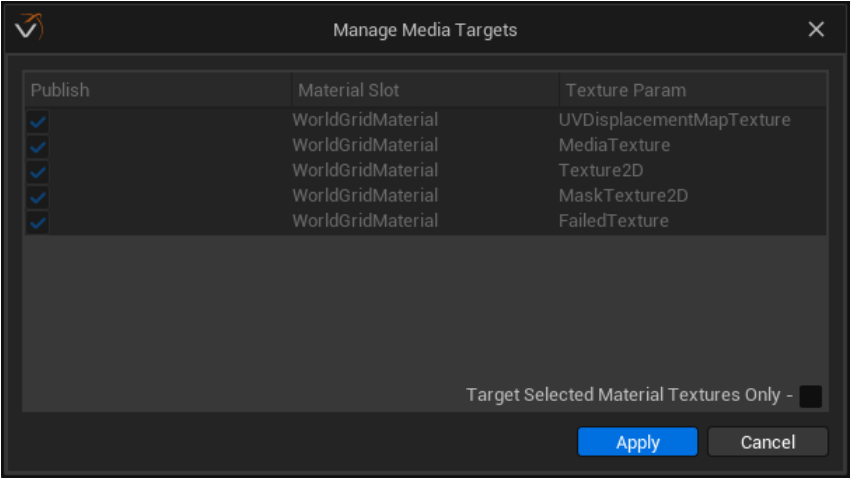 Manage Media Targets
Publish Material Slot Texture Param
WorldGridMaterial UVDisplacementMapTexture
WorldGridMaterial MediaTexture
WorldGridMaterial Texture2D
WorldGridMaterial MaskTexture2D
WorldGridMaterial FailedTexture
Target Selected Material Textures Only -
Apply Cancel